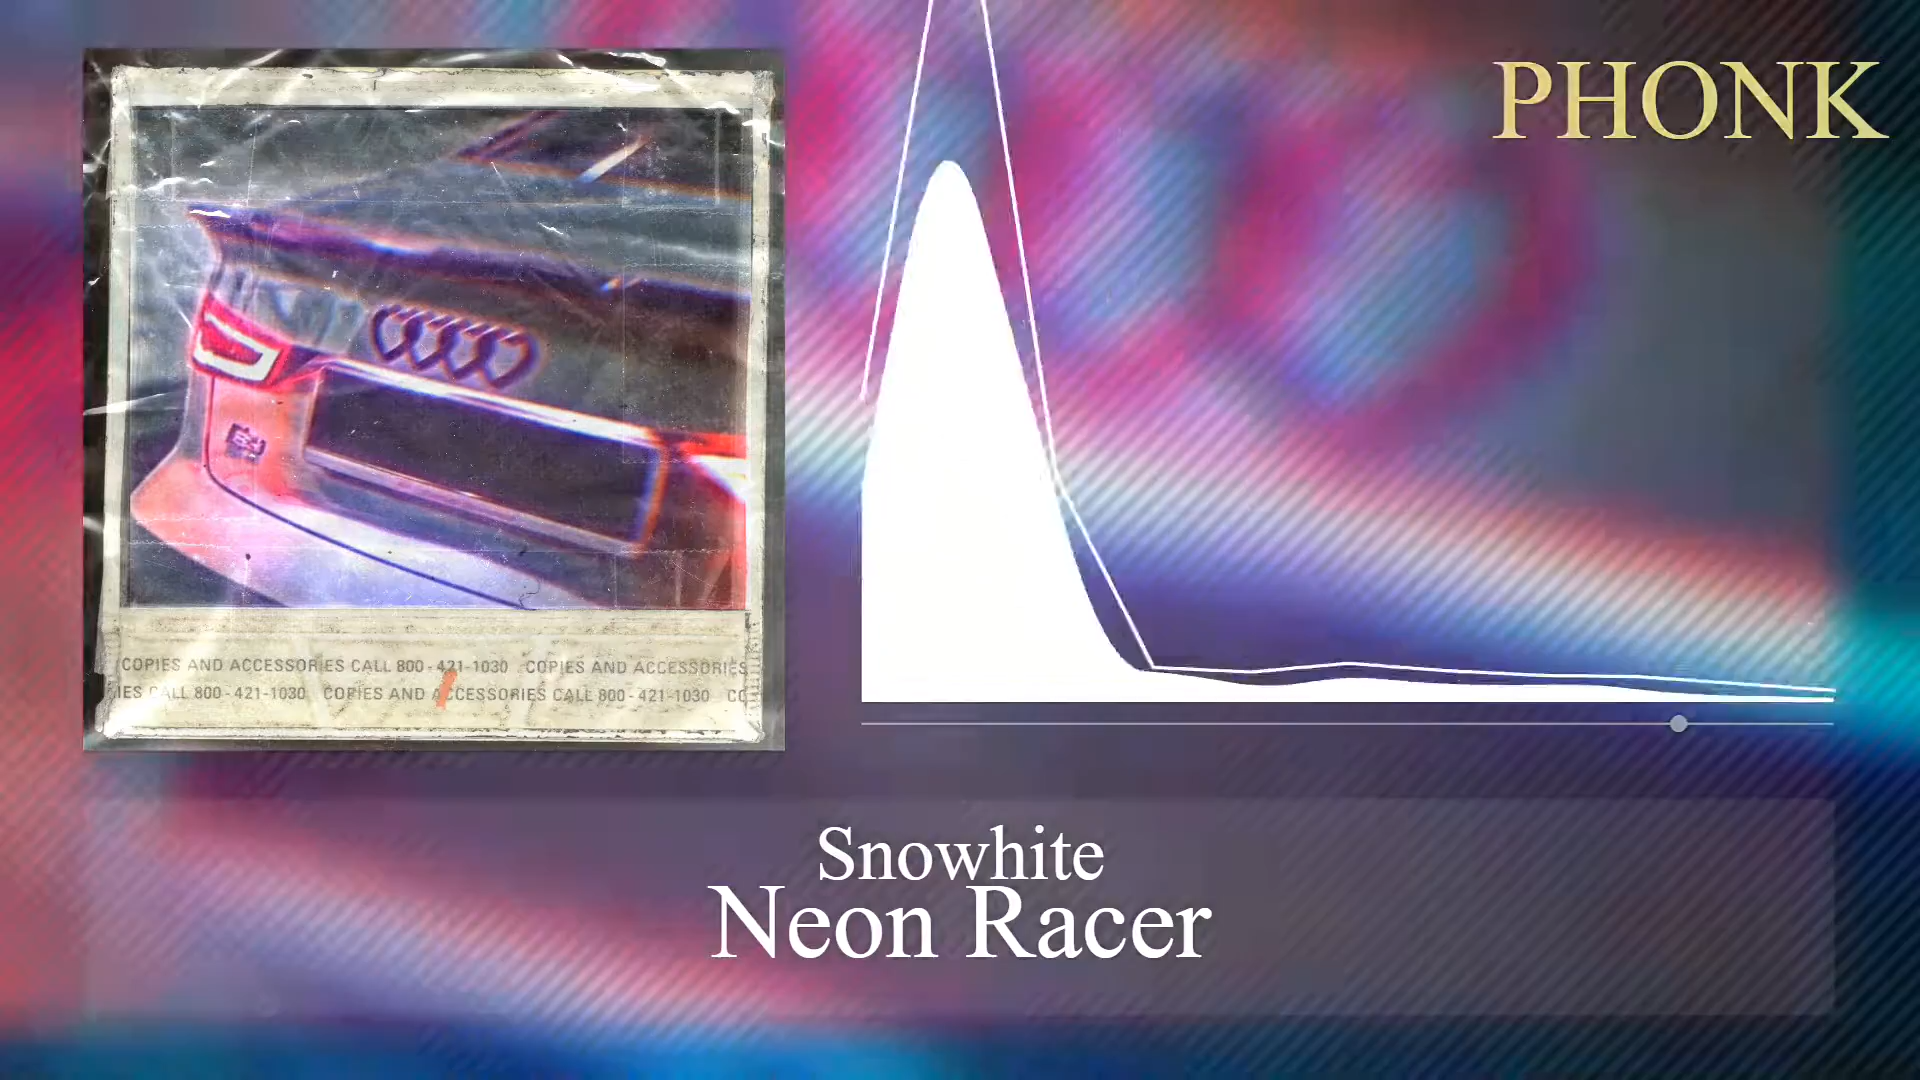 PHONK
COPIES AND ACCESSORIES CALL 800-421-1030 COPIES AND ACCESSORIES
IES CALL 800-421-1030 COPIES AND ACCESSORIES CALL 800-421-1030 CO
Snowhite
Neon Racer